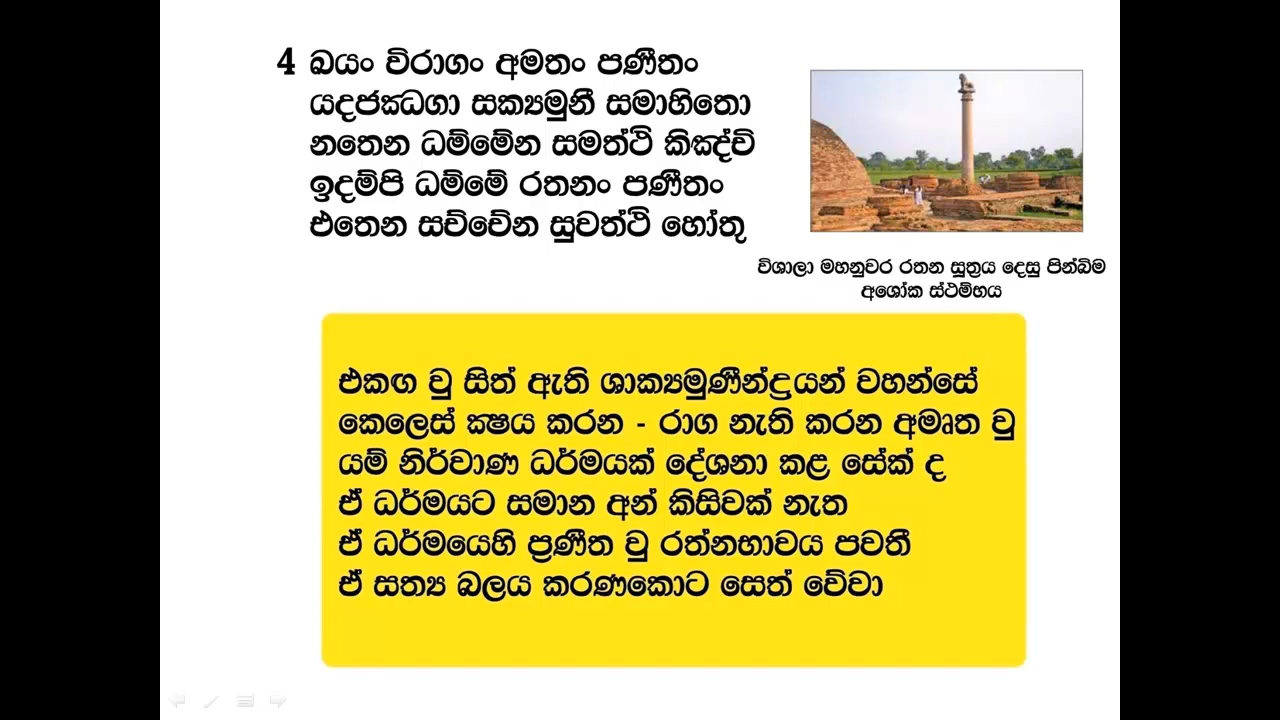 4 ඛයං විරාගං අමතං පණීතං
යදජඣගා සක්‍යමුනී සමාහිතො
නතෙන ධම්මේන සමත්ථි කිඤ්චි
ඉදම්පි ධම්මේ රතනං පණීතං
එතෙන සච්චේන සුවත්ථි හෝතු
විශාලා මහනුවර රතන සූත්‍රය දෙසු පින්බිම
අශෝක ස්ථම්භය
එකඟ වු සිත් ඇති ශාක්‍යමුණීන්ද්‍රයන් වහන්සේ
කෙලෙස් ක්‍ෂය කරන - රාග නැති කරන අමෘත වු
යම් නිර්වාණ ධර්මයක් දේශනා කළ සේක් ද
ඒ ධර්මයට සමාන අන් කිසිවක් නැත
ඒ ධර්මයෙහි ප්‍රණීත වු රත්නභාවය පවතී
ඒ සත්‍ය බලය කරණකොට සෙත් වේවා